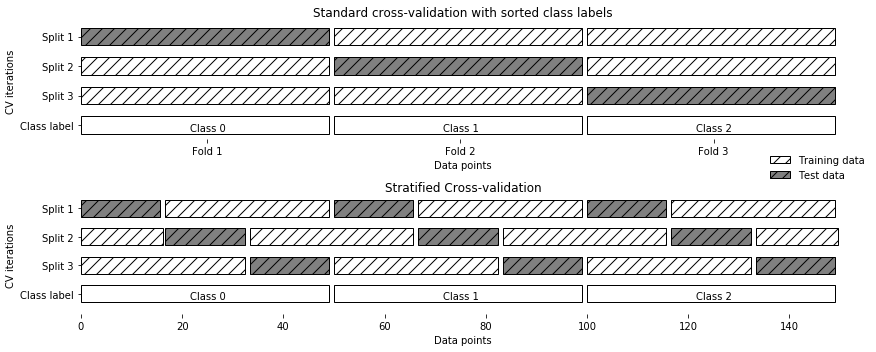 Standard cross-validation with sorted class labels
CV iterations
Split 1
Split 2
Split 3
Class label
Class 0 Class 1 Class 2
Fold 1 Fold 2 Fold 3
Data points
Training data
Test data
Stratified Cross-validation
CV iterations
Split 1
Split 2
Split 3
Class label
Class 0 Class 1 Class 2
0 20 40 60 80 100 120 140
Data points